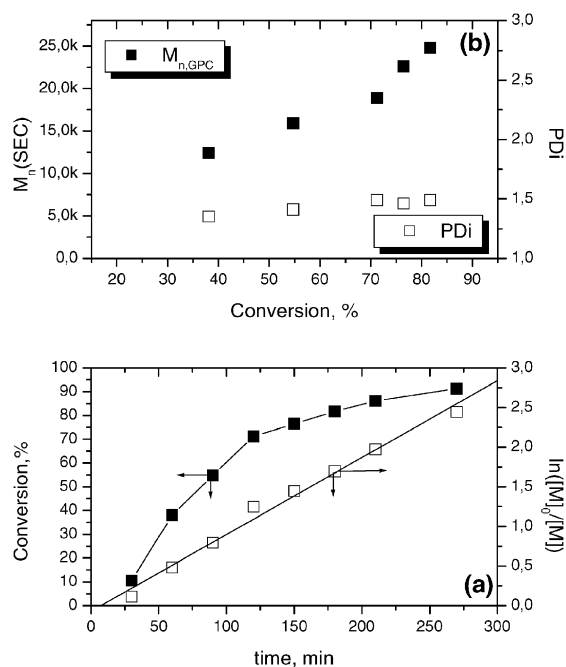 (b)
M n,GPC
PDi
M n (SEC)
25,0k
20,0k
15,0k
10,0k
5,0k
0,0
3,0
2,5
2,0
1,5
1,0
PDi
20 30 40 50 60 70 80 90
Conversion, %
(a)
Conversion,%
100
90
80
70
60
50
40
30
20
10
0
3,0
2,5
2,0
1,5
1,0
0,5
0,0
ln([M]0/[M])
0 50 100 150 200 250 300
time, min